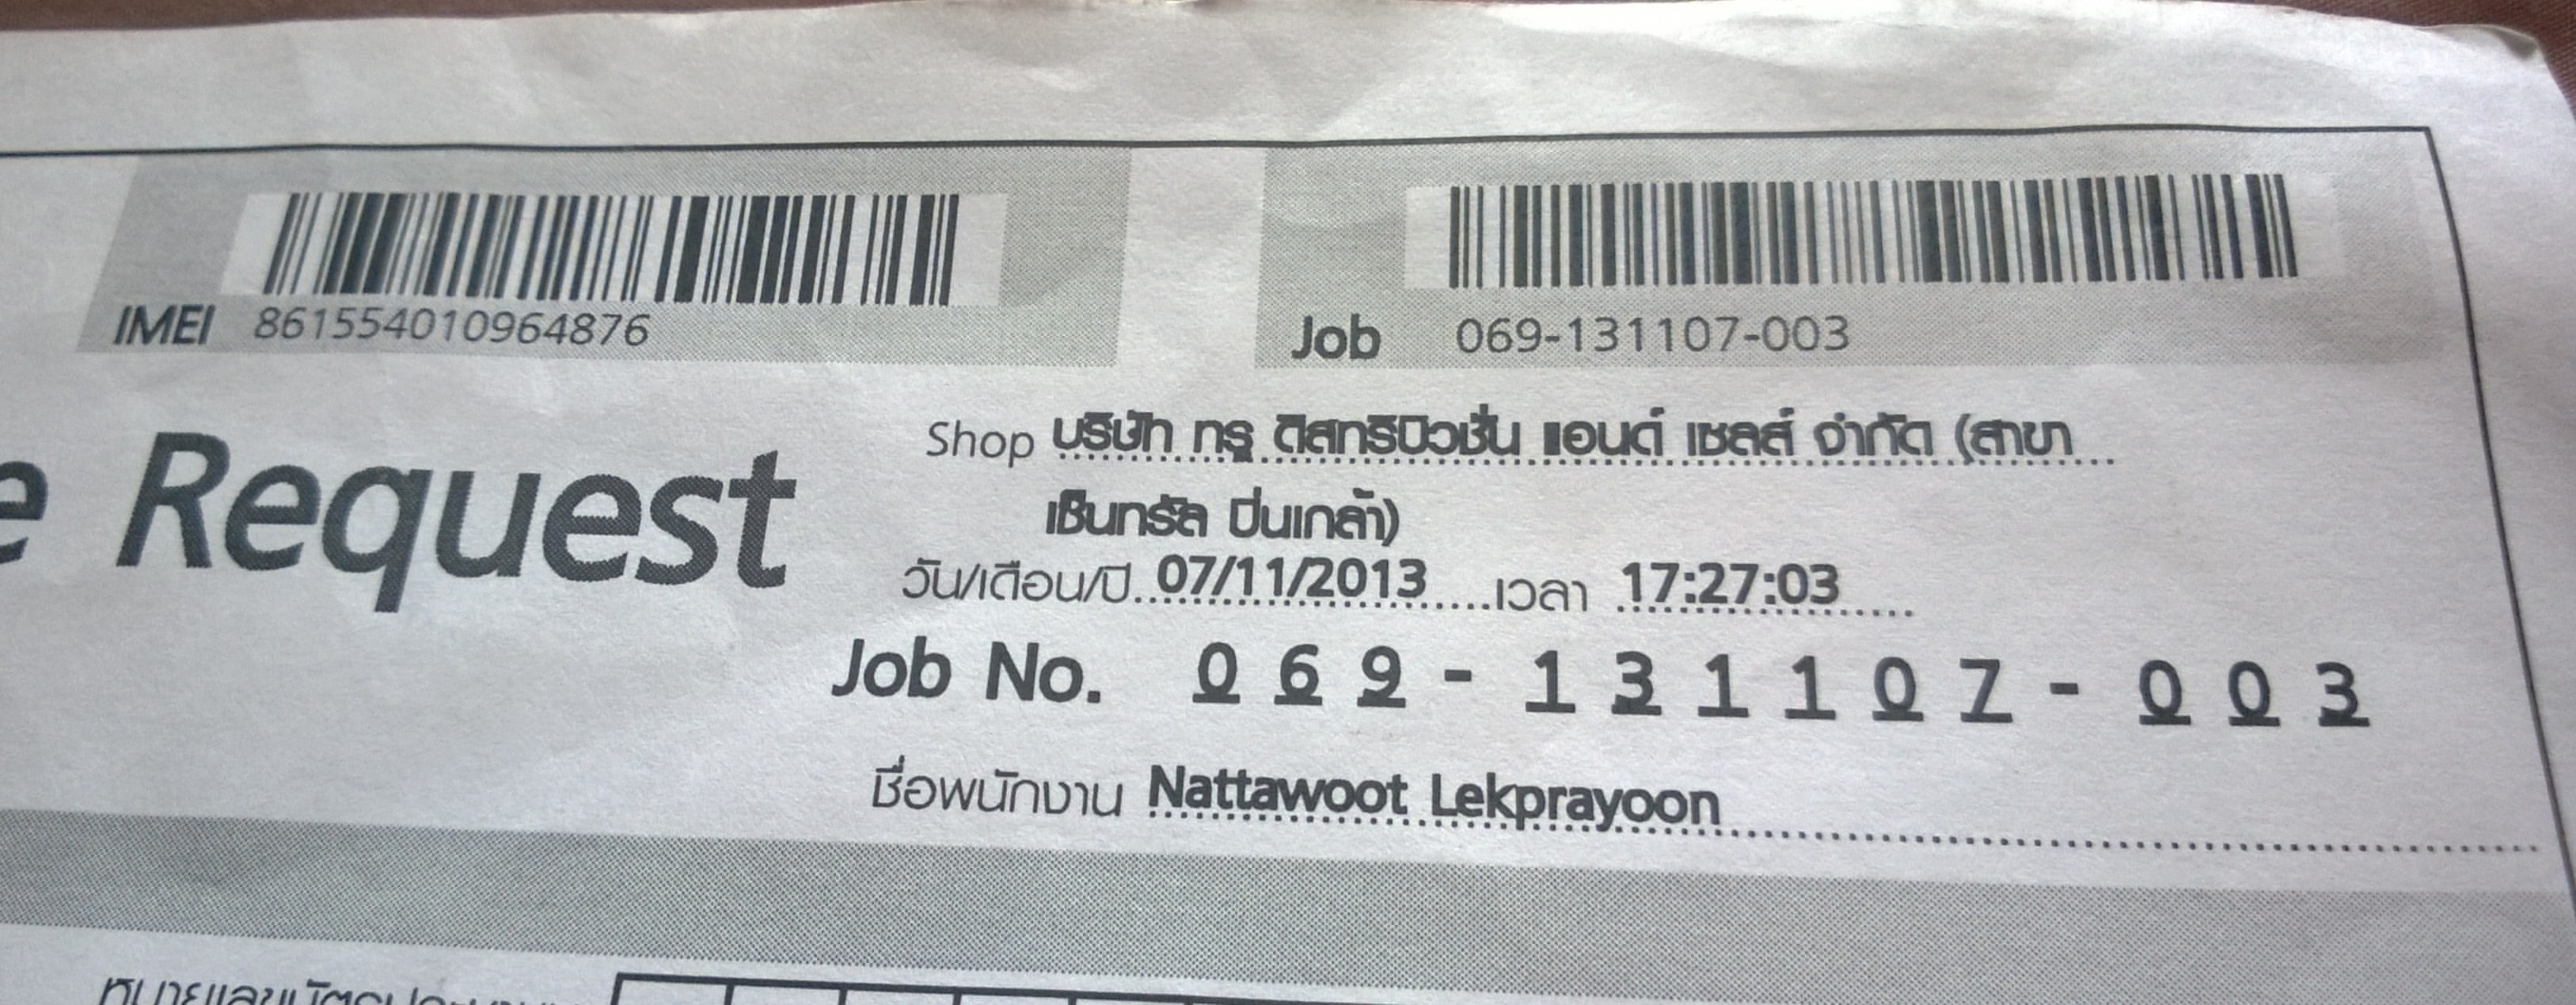 IMEI 861554010964876
Job 069-131107-003
Request
Shop บริษัท ทรู ดิสทริบิวชั่น แอนด์ เซลส์ จำกัด (สาขา
เซ็นทรัล ปิ่นเกล้า)
วัน/เดือน/ปี 07/11/2013 เวลา 17:27:03
Job No. 069-131107-003
ชื่อพนักงาน Nattawoot Lekprayoon